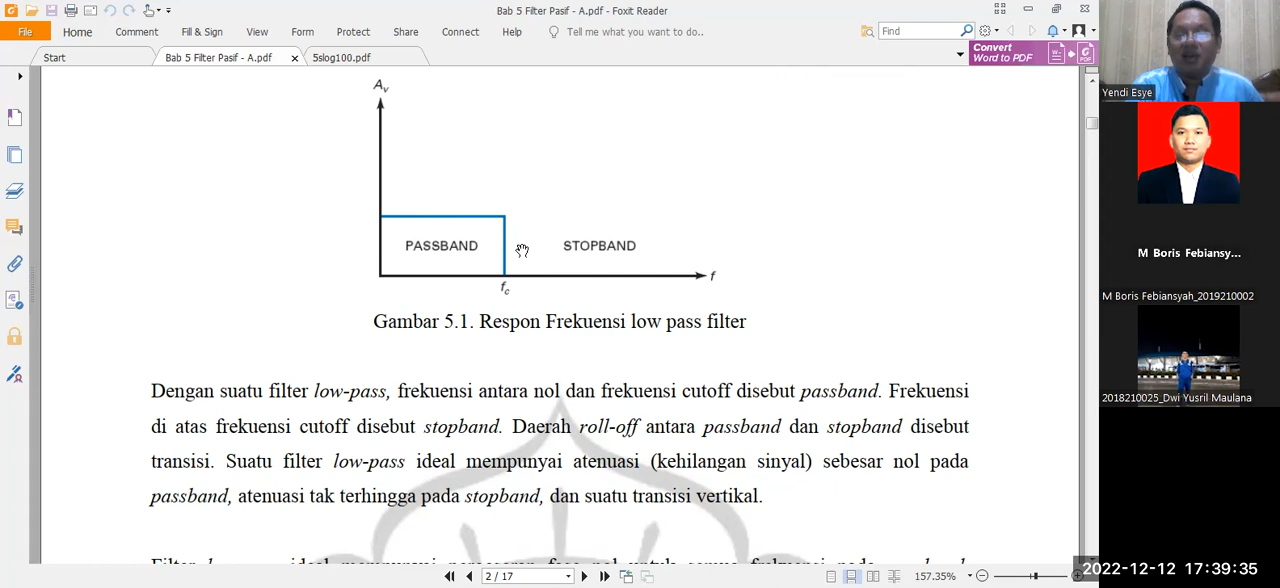 Bab 5 Filter Pasif - A.pdf - Foxit Reader
File Home Comment Fill & Sign View Form Protect Share Connect Help Tell me what you want to do.. Find
Start Bab 5 Filter Pasif - A.pdf 5slog100.pdf
Convert
Word to PDF
Av
PASSBAND STOPBAND
f
fc
Gambar 5.1. Respon Frekuensi low pass filter
Dengan suatu filter low-pass, frekuensi antara nol dan frekuensi cutoff disebut passband. Frekuensi
di atas frekuensi cutoff disebut stopband. Daerah roll-off antara passband dan stopband disebut
transisi. Suatu filter low-pass ideal mempunyai atenuasi (kehilangan sinyal) sebesar nol pada
passband, atenuasi tak terhingga pada stopband, dan suatu transisi vertikal.
2 / 17
157.35%
Yendi Esye
M Boris Febiansy...
M Boris Febiansyah_2019210002
2018210025_Dwi Yusril Maulana
2022-12-12 17:39:35